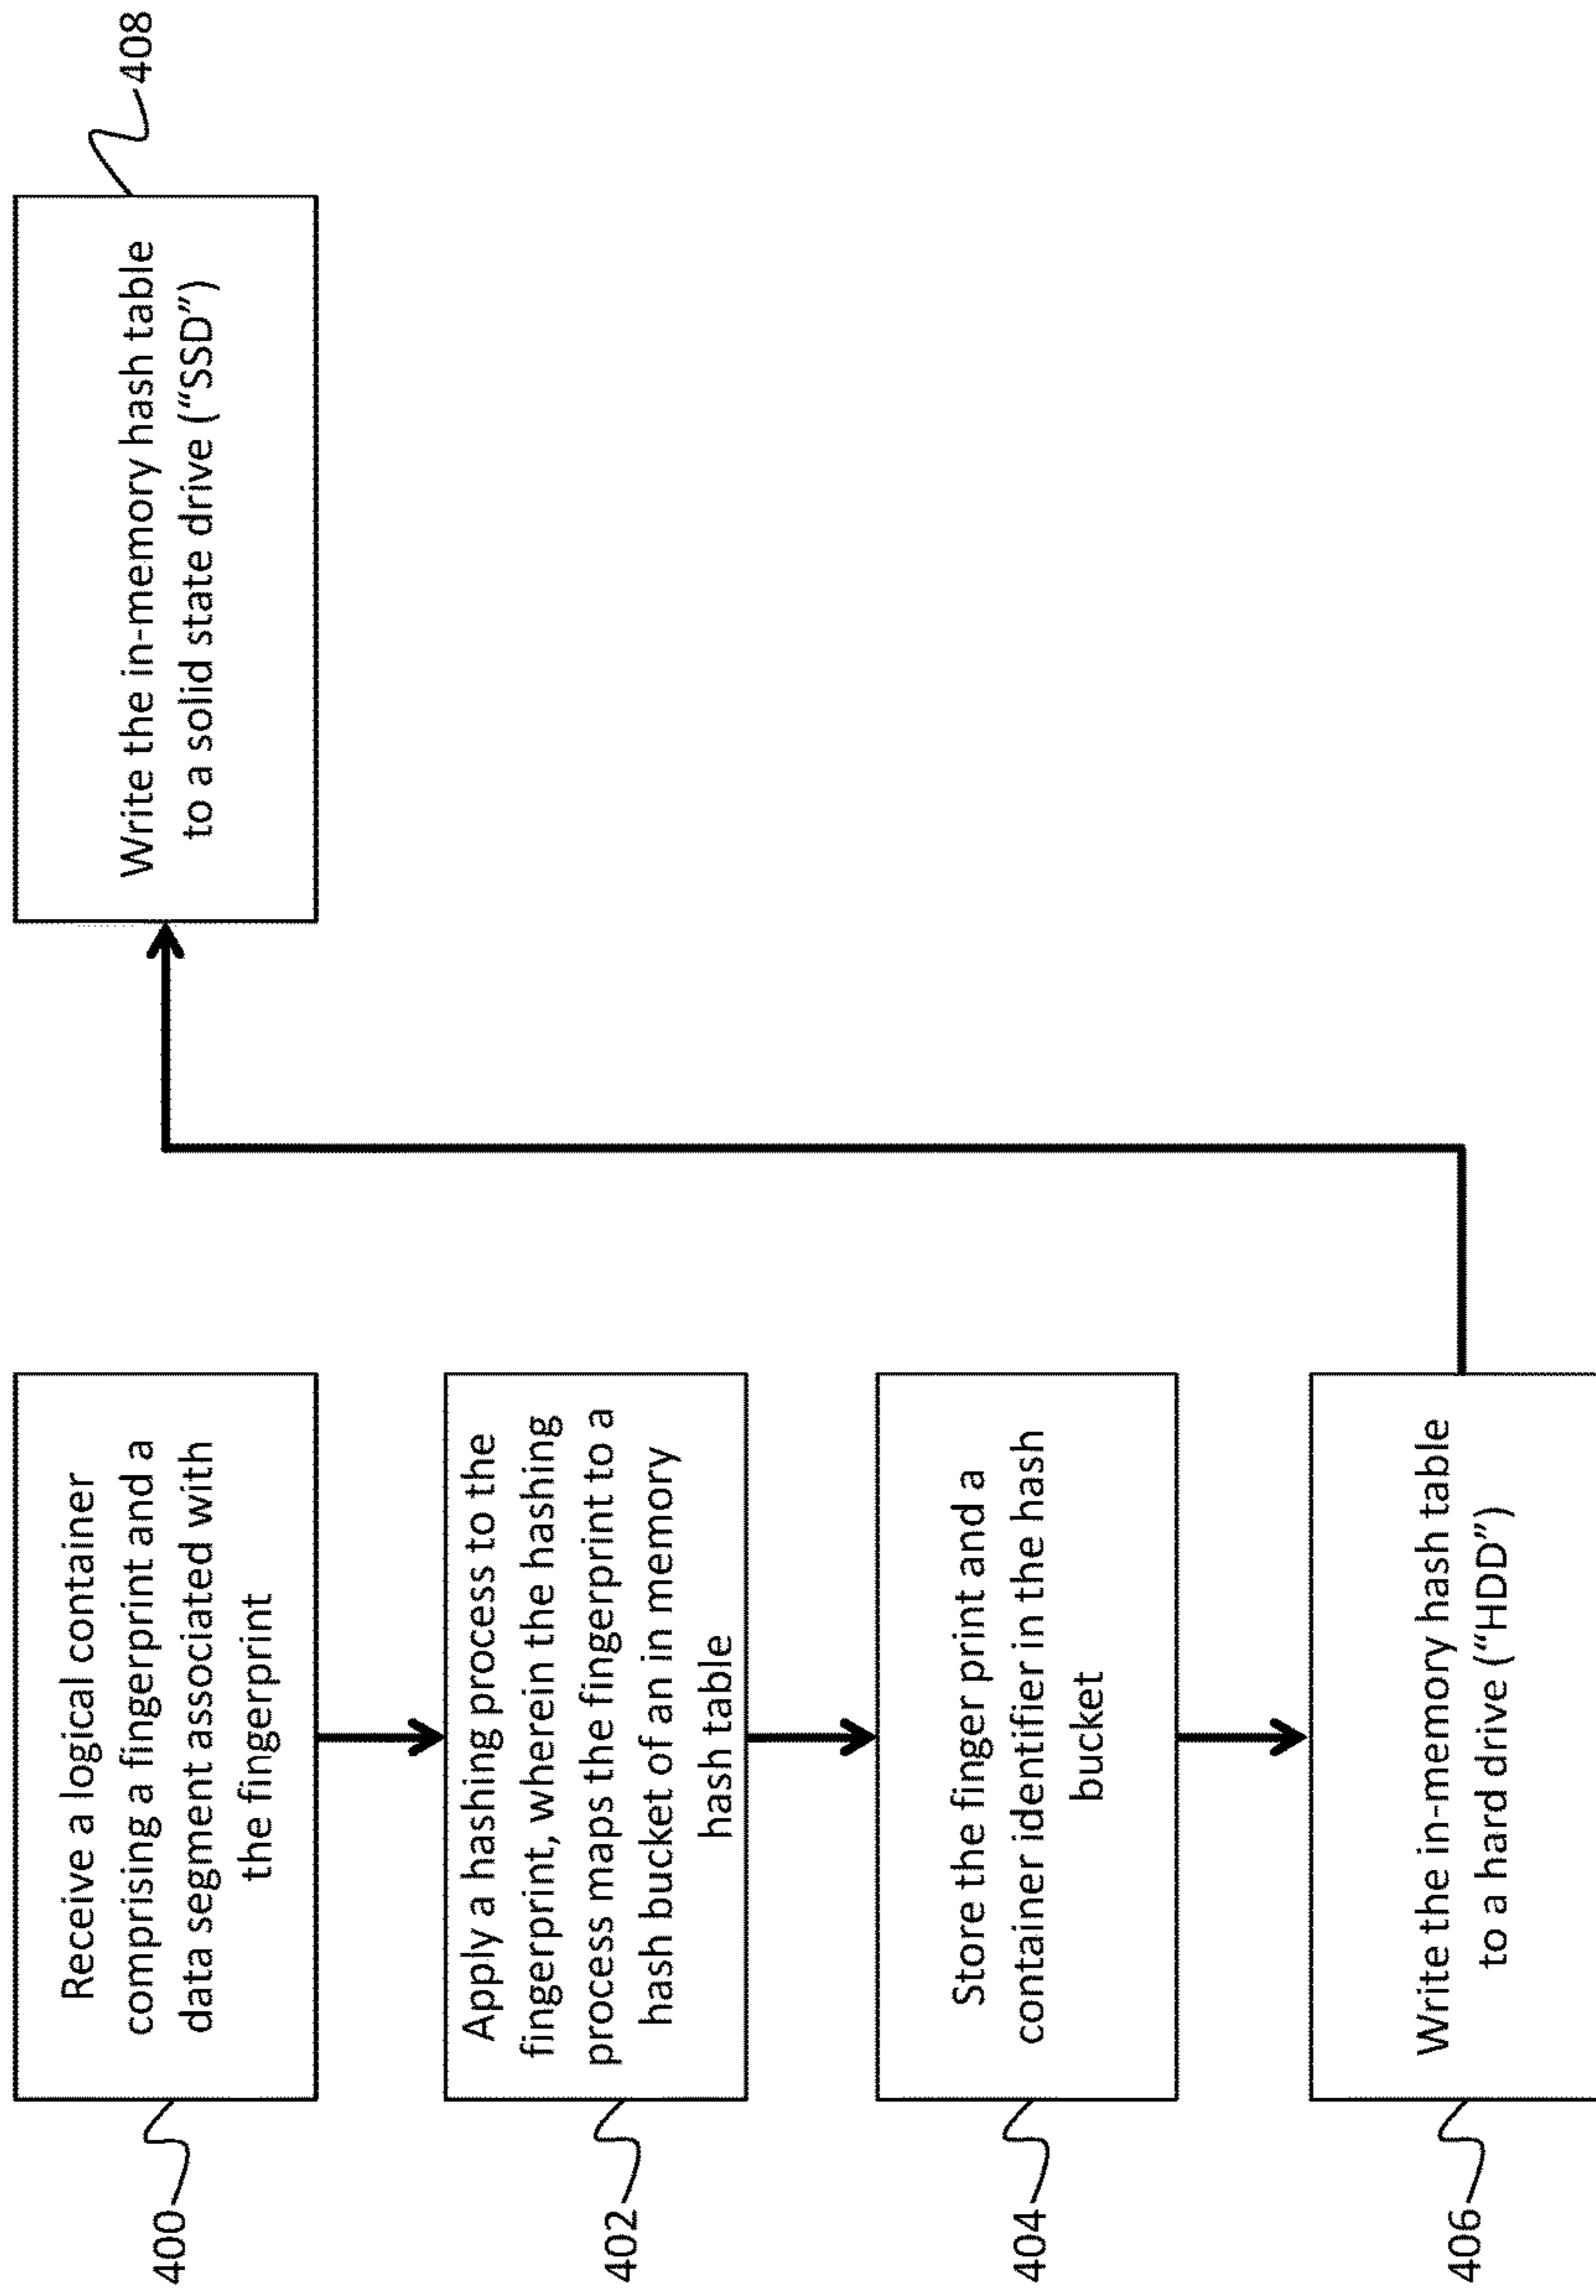 400
Receive a logical container
comprising a fingerprint and a
data segment associated with
the fingerprint
402
Apply a hashing process to the
fingerprint, wherein the hashing
process maps the fingerprint to a
hash bucket of an in memory
hash table
404
Store the finger print and a
container identifier in the hash
bucket
406
Write the in-memory hash table
to a hard drive (“HDD”)
Write the in-memory hash table
to a solid state drive (“SSD”)
408